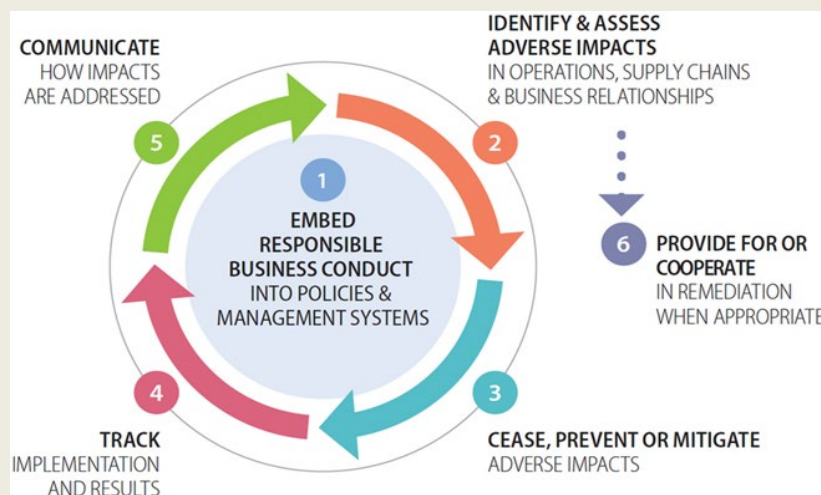 1
EMBED
RESPONSIBLE
BUSINESS CONDUCT
INTO POLICIES &
MANAGEMENT SYSTEMS
2
IDENTIFY & ASSESS
ADVERSE IMPACTS
IN OPERATIONS, SUPPLY CHAINS
& BUSINESS RELATIONSHIPS
3
CEASE, PREVENT OR MITIGATE
ADVERSE IMPACTS
4
TRACK
IMPLEMENTATION
AND RESULTS
5
COMMUNICATE
HOW IMPACTS
ARE ADDRESSED
6
PROVIDE FOR OR
COOPERATE
IN REMEDIATION
WHEN APPROPRIATE